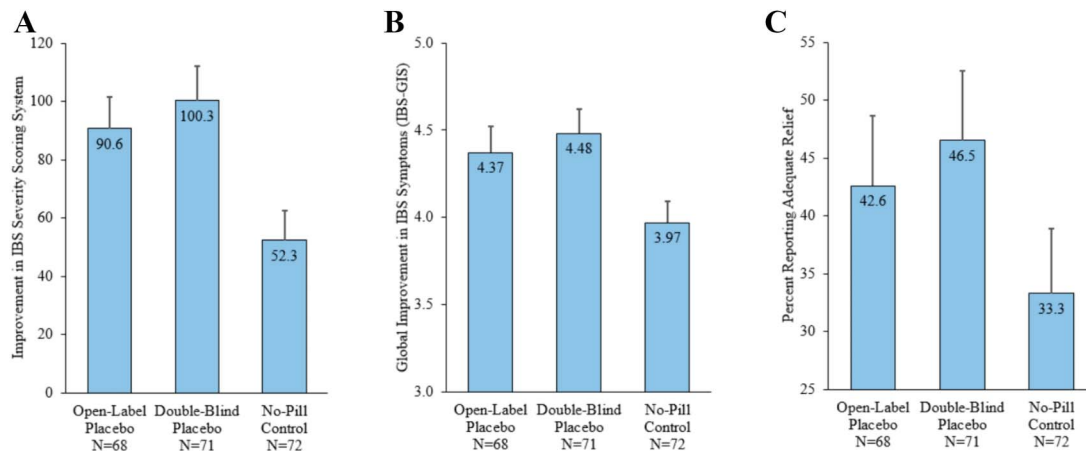 A
Improvement in IBS Severity Scoring System
120
100
80
60
40
20
0
90.6
100.3
52.3
Open-Label
Placebo
N=68
Double-Blind
Placebo
N=71
No-Pill
Control
N=72
B
Global Improvement in IBS Symptoms (IBS-GIS)
5.0
4.5
4.0
3.5
3.0
4.37
4.48
3.97
Open-Label
Placebo
N=68
Double-Blind
Placebo
N=71
No-Pill
Control
N=72
C
Percent Reporting Adequate Relief
55
50
45
40
35
30
25
42.6
46.5
33.3
Open-Label
Placebo
N=68
Double-Blind
Placebo
N=71
No-Pill
Control
N=72